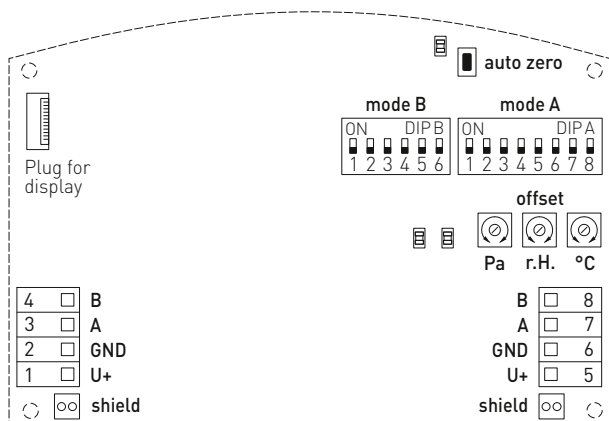 auto zero
mode B mode A
ON DIP B ON DIP A
1 2 3 4 5 6 1 2 3 4 5 6 7 8
Plug for
display
offset
Pa r.H. °C
4 B B 8
3 A A 7
2 GND GND 6
1 U+ U+ 5
shield shield